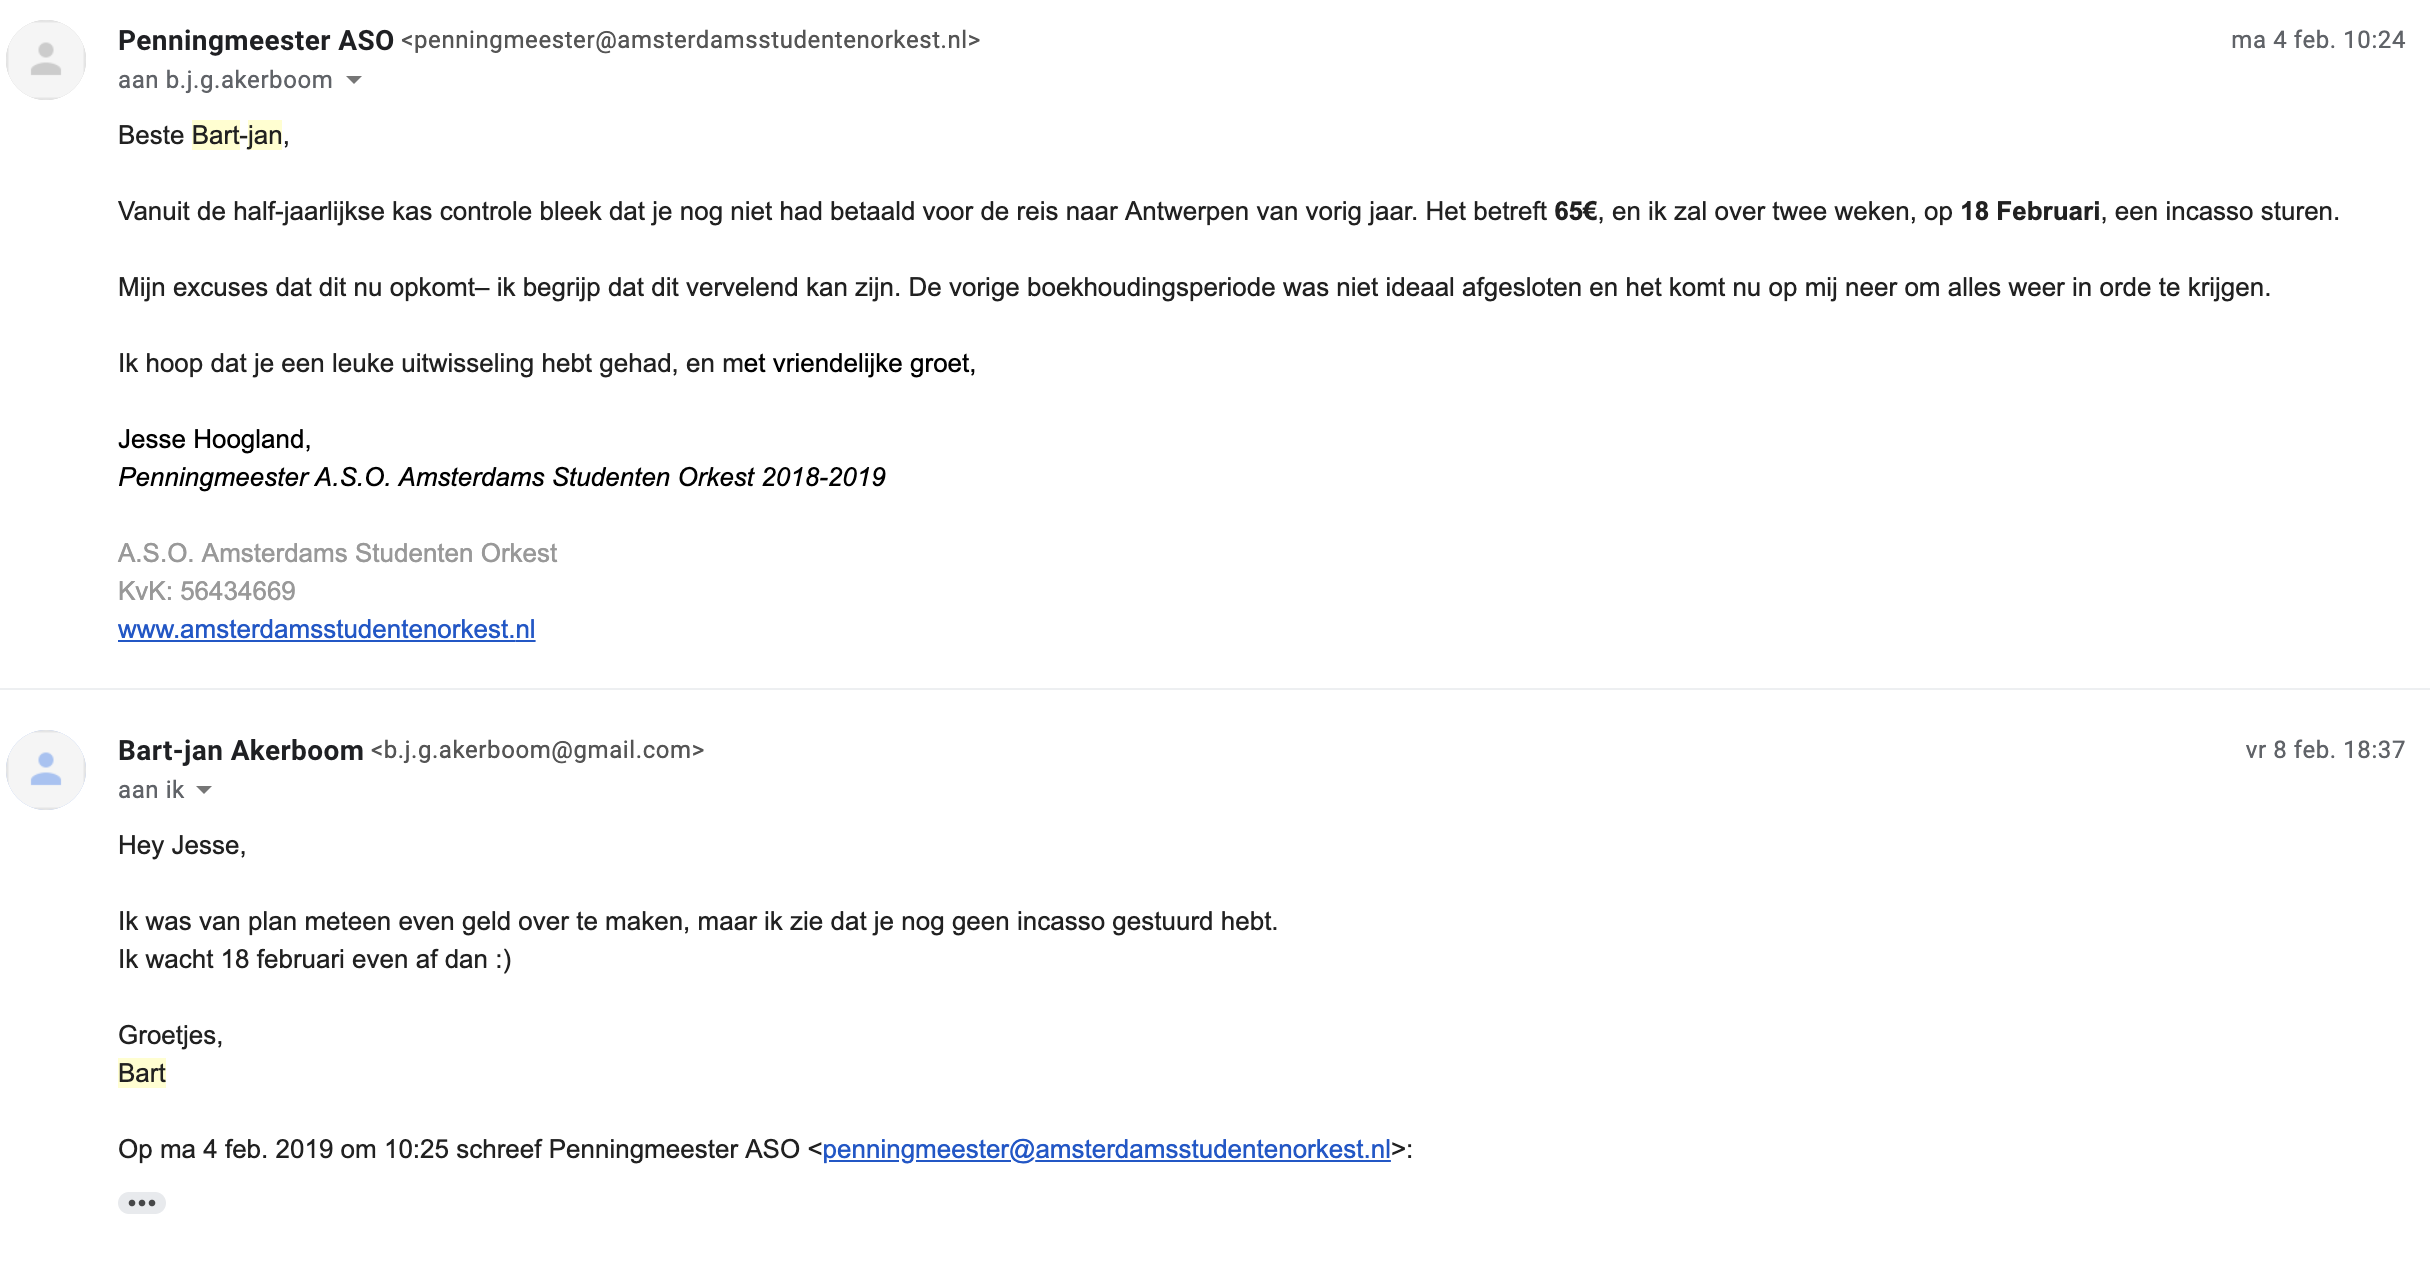 Penningmeester ASO <penningmeester@amsterdamsstudentenorkest.nl> ma 4 feb. 10:24
aan b.j.g.akerboom
Beste Bart-jan,
Vanuit de half-jaarlijkse kas controle bleek dat je nog niet had betaald voor de reis naar Antwerpen van vorig jaar. Het betreft 65€, en ik zal over twee weken, op 18 Februari, een incasso sturen.
Mijn excuses dat dit nu opkomt– ik begrijp dat dit vervelend kan zijn. De vorige boekhoudingsperiode was niet ideaal afgesloten en het komt nu op mij neer om alles weer in orde te krijgen.
Ik hoop dat je een leuke uitwisseling hebt gehad, en met vriendelijke groet,
Jesse Hoogland,
Penningmeester A.S.O. Amsterdams Studenten Orkest 2018-2019
A.S.O. Amsterdams Studenten Orkest
KvK: 56434669
www.amsterdamsstudentenorkest.nl
Bart-jan Akerboom <b.j.g.akerboom@gmail.com> vr 8 feb. 18:37
aan ik
Hey Jesse,
Ik was van plan meteen even geld over te maken, maar ik zie dat je nog geen incasso gestuurd hebt.
Ik wacht 18 februari even af dan :)
Groetjes,
Bart
Op ma 4 feb. 2019 om 10:25 schreef Penningmeester ASO <penningmeester@amsterdamsstudentenorkest.nl>: